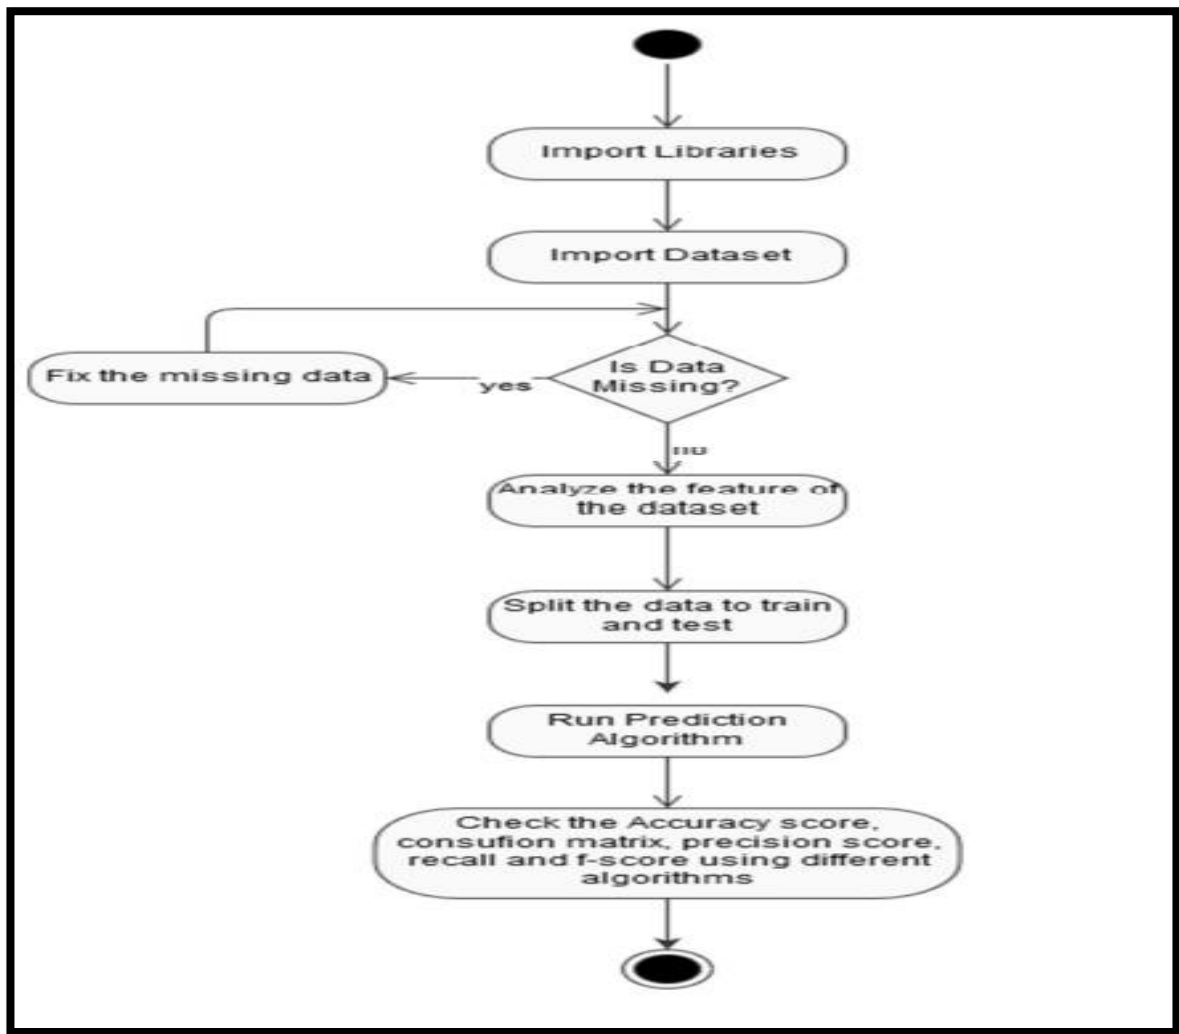 Import Libraries
Import Dataset
Is Data
Missing?
yes
Fix the missing data
no
Analyze the feature of
the dataset
Split the data to train
and test
Run Prediction
Algorithm
Check the Accuracy score,
consufion matrix, precision score,
recall and f-score using different
algorithms